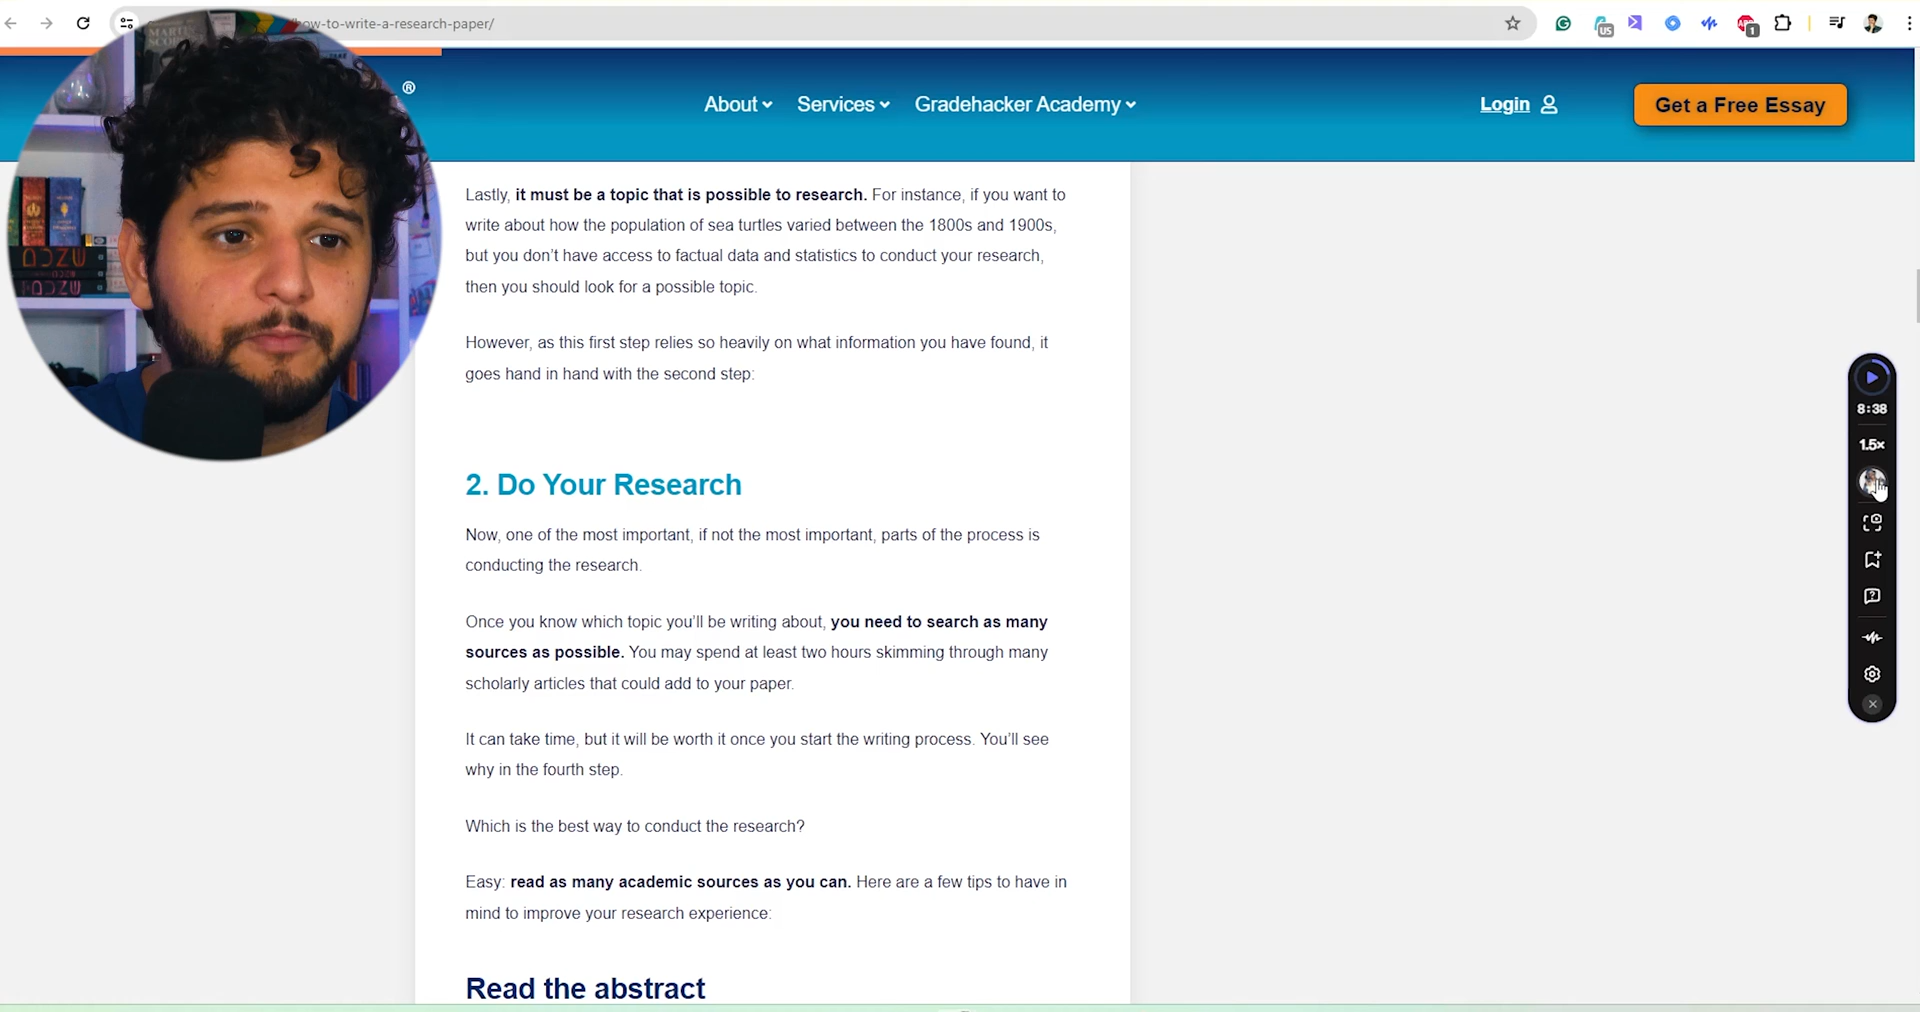 how-to-write-a-research-paper/
US
1
®
About
Services
Gradehacker Academy
Login
Get a Free Essay
Lastly, it must be a topic that is possible to research. For instance, if you want to
write about how the population of sea turtles varied between the 1800s and 1900s,
but you don’t have access to factual data and statistics to conduct your research,
then you should look for a possible topic.
However, as this first step relies so heavily on what information you have found, it
goes hand in hand with the second step:
2. Do Your Research
Now, one of the most important, if not the most important, parts of the process is
conducting the research.
Once you know which topic you’ll be writing about, you need to search as many
sources as possible. You may spend at least two hours skimming through many
scholarly articles that could add to your paper.
It can take time, but it will be worth it once you start the writing process. You’ll see
why in the fourth step.
Which is the best way to conduct the research?
Easy: read as many academic sources as you can. Here are a few tips to have in
mind to improve your research experience:
Read the abstract
8:38
1.5×